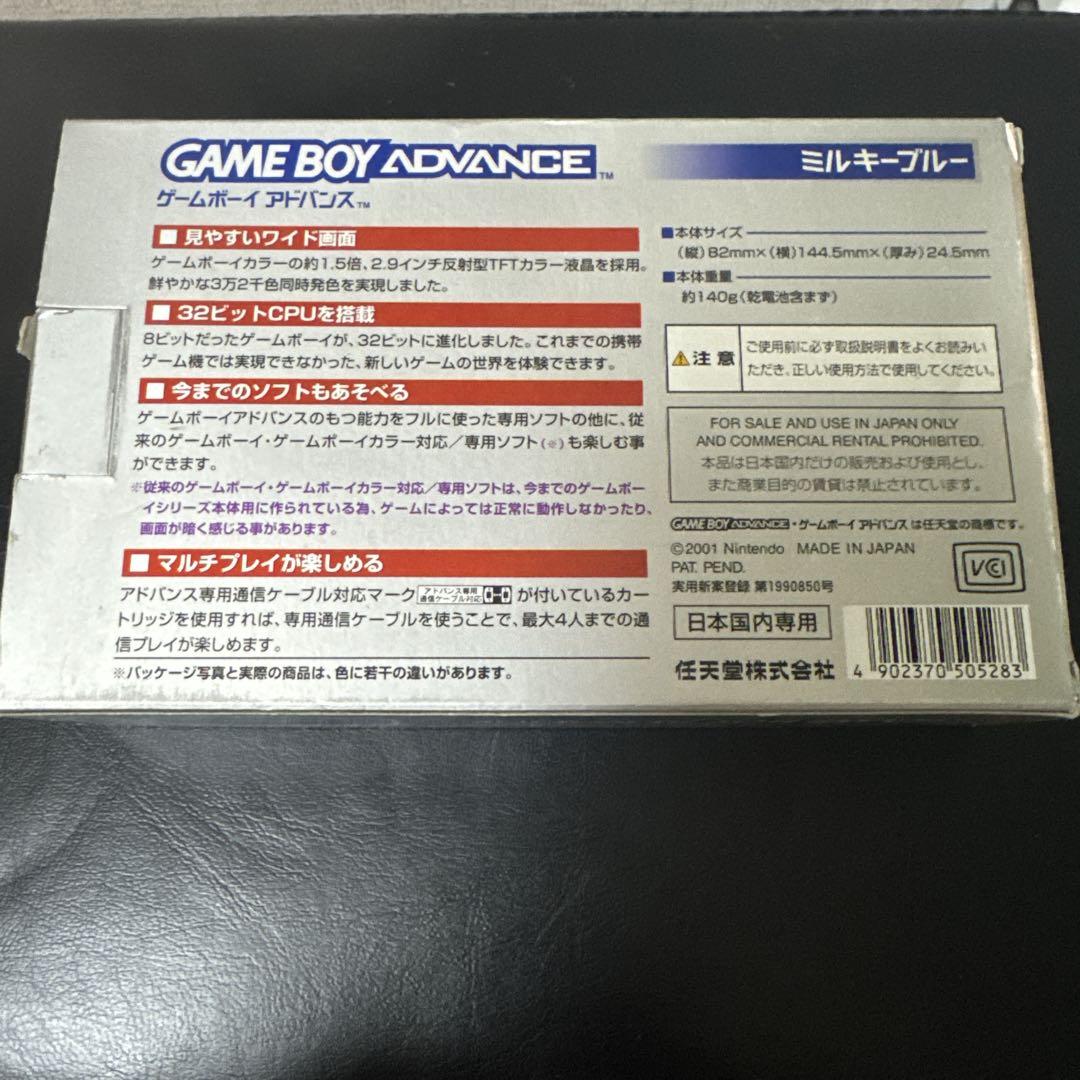 GAME BOY ADVANCE™
ゲームボーイ アドバンス™
ミルキーブルー
■ 見やすいワイド画面
ゲームボーイカラーの約1.5倍、2.9インチ反射型TFTカラー液晶を採用。
鮮やかな3万2千色同時発色を実現しました。
■ 32ビットCPUを搭載
8ビットだったゲームボーイが、32ビットに進化しました。これまでの携帯
ゲーム機では実現できなかった、新しいゲームの世界を体験できます。
■ 今までのソフトもあそべる
ゲームボーイアドバンスのもつ能力をフルに使った専用ソフトの他に、従
来のゲームボーイ・ゲームボーイカラー対応/専用ソフト(※)も楽しむ事
ができます。
※従来のゲームボーイ・ゲームボーイカラー対応/専用ソフトは、今までのゲームボー
イシリーズ本体用に作られている為、ゲームによっては正常に動作しなかったり、
画面が暗く感じる事があります。
■ マルチプレイが楽しめる
アドバンス専用通信ケーブル対応マーク アドバンス専用 通信ケーブル対応 が付いているカー
トリッジを使用すれば、専用通信ケーブルを使うことで、最大4人までの通
信プレイが楽しめます。
※パッケージ写真と実際の商品は、色に若干の違いがあります。
■本体サイズ
(縦)82mm×(横)144.5mm×(厚み)24.5mm
■本体重量
約140g(乾電池含まず)
⚠注意
ご使用前に必ず取扱説明書をよくお読みい
ただき、正しい使用方法で使用してください。
FOR SALE AND USE IN JAPAN ONLY
AND COMMERCIAL RENTAL PROHIBITED.
本品は日本国内だけの販売および使用とし、
また商業目的の賃貸は禁止されています。
GAME BOY ADVANCE・ゲームボーイ アドバンス は任天堂の商標です。
©2001 Nintendo MADE IN JAPAN
PAT. PEND.
実用新案登録 第1990850号
VCI
日本国内専用
任天堂株式会社
4 902370 505283